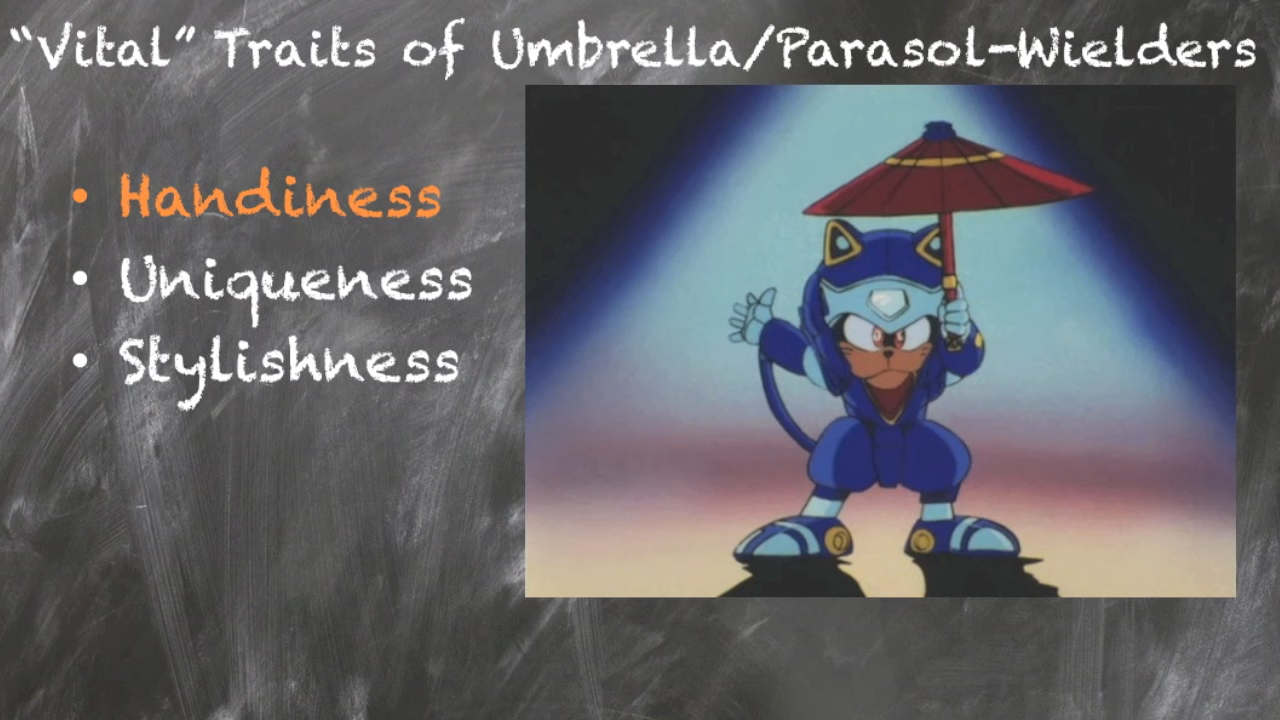 “Vital” Traits of Umbrella/Parasol-Wielders
• Handiness
• Uniqueness
• Stylishness